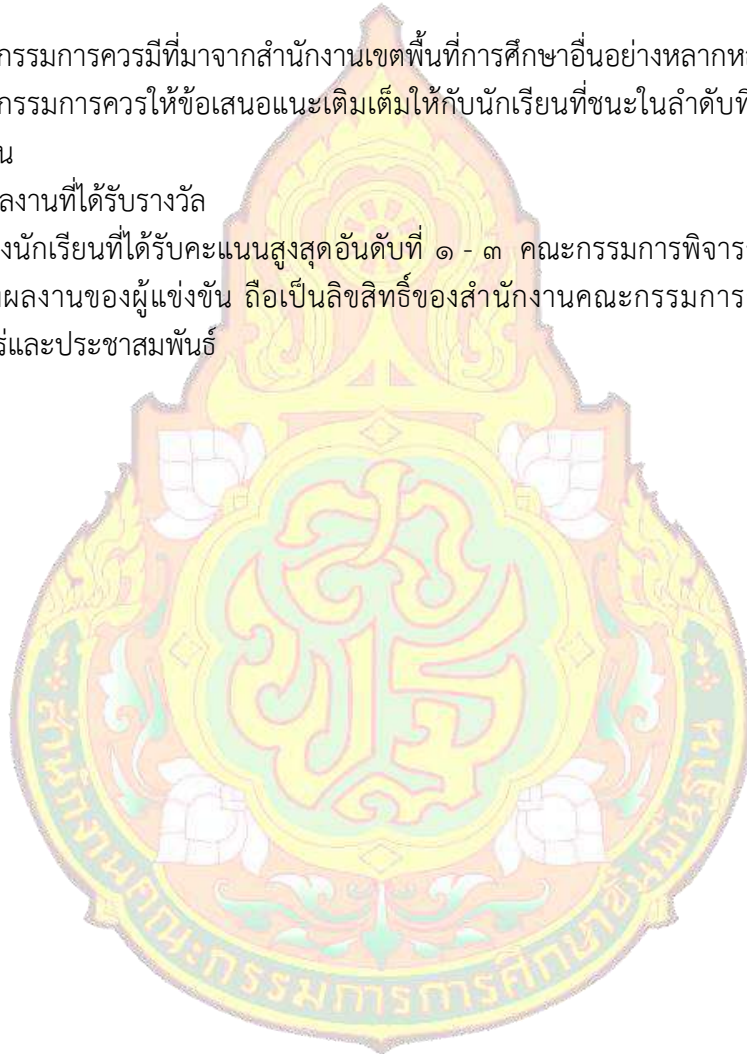 กรรมการควรมีที่มาจากสำนักงานเขตพื้นที่การศึกษาอื่นอย่างหลากห
กรรมการควรให้ข้อเสนอแนะเติมเต็มให้กับนักเรียนที่ชนะในลำดับที่
น
ลงานที่ได้รับรางวัล
งนักเรียนที่ได้รับคะแนนสูงสุดอันดับที่ ๑ - ๓ คณะกรรมการพิจาร
ผลงานของผู้แข่งขัน ถือเป็นลิขสิทธิ์ของสำนักงานคณะกรรมการ
ร่และประชาสมพันธ์
สพฐ
สำนักงานคณะกรรมการการศึกษาขั้นพื้นฐาน